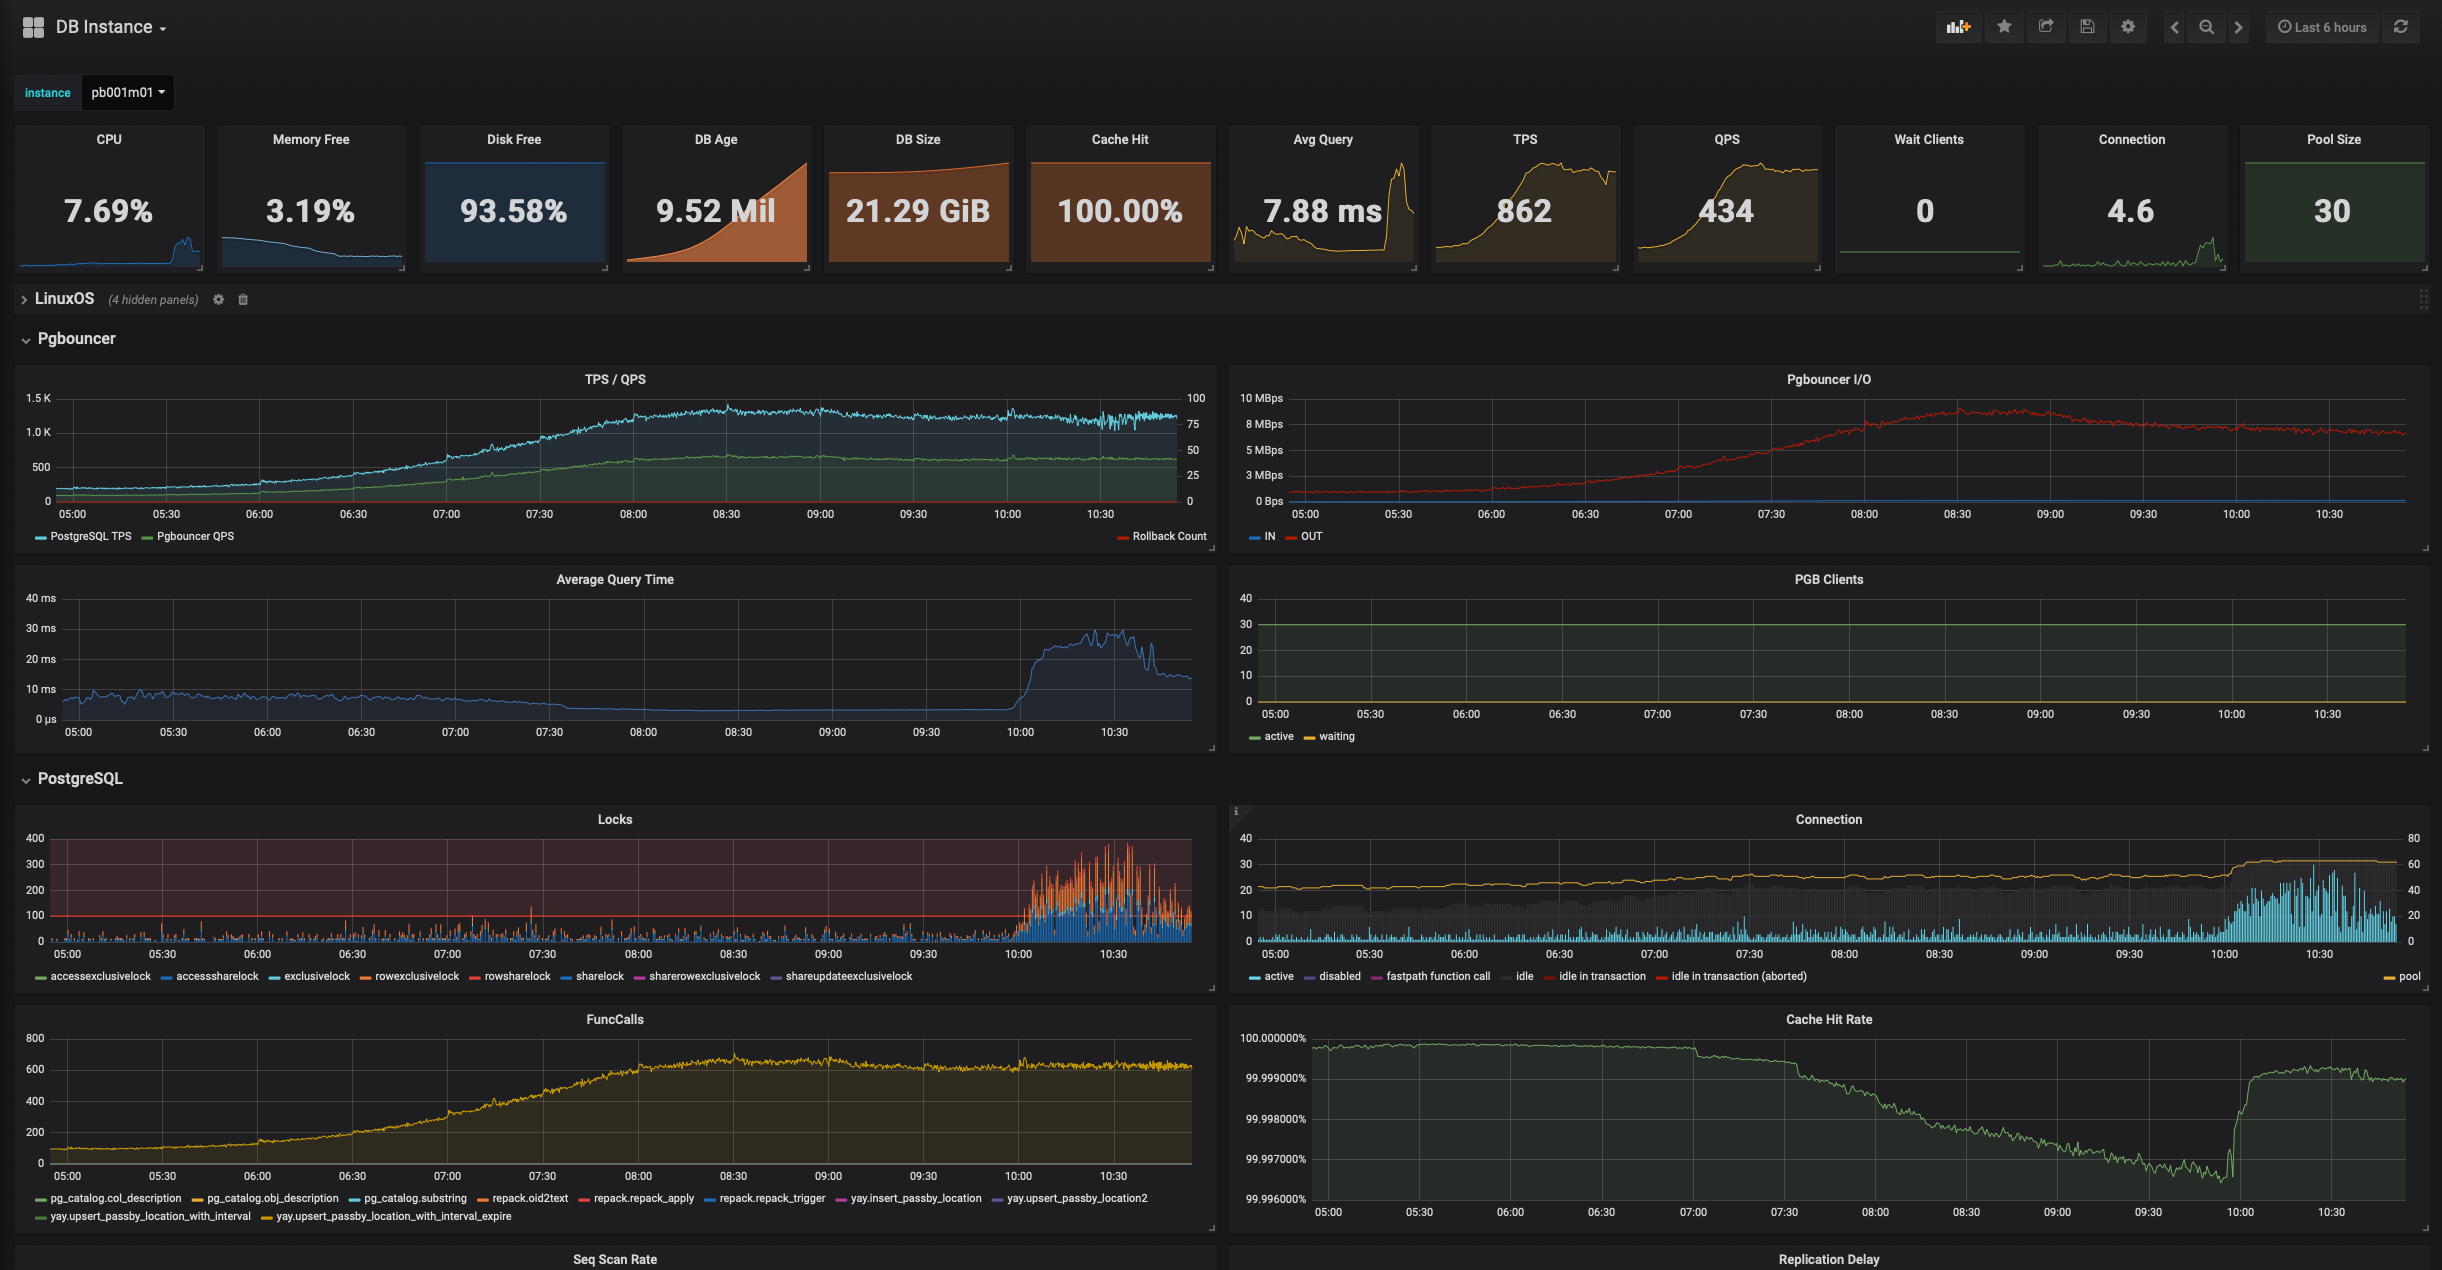 DB Instance
Last 6 hours
instance pb001m01
CPU Memory Free Disk Free DB Age DB Size Cache Hit Avg Query TPS QPS Wait Clients Connection Pool Size
7.69% 3.19% 93.58% 9.52 Mil 21.29 GiB 100.00% 7.88 ms 862 434 0 4.6 30
LinuxOS (4 hidden panels)
Pgbouncer
TPS / QPS
1.5 K 100
1.0 K 75
500 50
25
0 0
05:00 05:30 06:00 06:30 07:00 07:30 08:00 08:30 09:00 09:30 10:00 10:30
PostgreSQL TPS Pgbouncer QPS Rollback Count
Pgbouncer I/O
10 MBps
8 MBps
5 MBps
3 MBps
0 Bps
05:00 05:30 06:00 06:30 07:00 07:30 08:00 08:30 09:00 09:30 10:00 10:30
IN OUT
Average Query Time
40 ms
30 ms
20 ms
10 ms
0 µs
05:00 05:30 06:00 06:30 07:00 07:30 08:00 08:30 09:00 09:30 10:00 10:30
PGB Clients
40
30
20
10
0
05:00 05:30 06:00 06:30 07:00 07:30 08:00 08:30 09:00 09:30 10:00 10:30
active waiting
PostgreSQL
Locks
400
300
200
100
0
05:00 05:30 06:00 06:30 07:00 07:30 08:00 08:30 09:00 09:30 10:00 10:30
accessexclusivelock accesssharelock exclusivelock rowexclusivelock rowsharelock sharelock sharerowexclusivelock shareupdateexclusivelock
i
Connection
40 80
30 60
20 40
10 20
0 0
05:00 05:30 06:00 06:30 07:00 07:30 08:00 08:30 09:00 09:30 10:00 10:30
active disabled fastpath function call idle idle in transaction idle in transaction (aborted) pool
FuncCalls
800
600
400
200
0
05:00 05:30 06:00 06:30 07:00 07:30 08:00 08:30 09:00 09:30 10:00 10:30
pg_catalog.col_description pg_catalog.obj_description pg_catalog.substring repack.oid2text repack.repack_apply repack.repack_trigger yay.insert_passby_location yay.upsert_passby_location2
yay.upsert_passby_location_with_interval yay.upsert_passby_location_with_interval_expire
Cache Hit Rate
100.000000%
99.999000%
99.998000%
99.997000%
99.996000%
05:00 05:30 06:00 06:30 07:00 07:30 08:00 08:30 09:00 09:30 10:00 10:30
Seq Scan Rate
Replication Delay